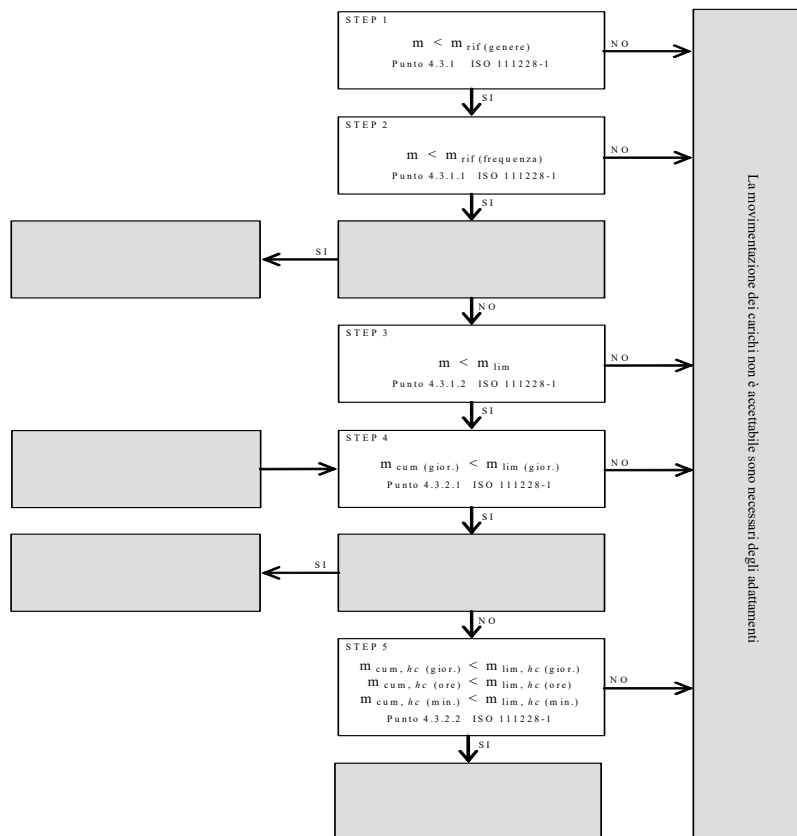 STEP 1
m < m rif (genere)
Punto 4.3.1 ISO 111228-1
NO
SI
STEP 2
m < m rif (frequenza)
Punto 4.3.1.1 ISO 111228-1
NO
SI
SI
NO
STEP 3
m < m lim
Punto 4.3.1.2 ISO 111228-1
NO
SI
STEP 4
m cum (gior.) < m lim (gior.)
Punto 4.3.2.1 ISO 111228-1
NO
SI
SI
NO
STEP 5
m cum, hc (gior.) < m lim, hc (gior.)
m cum, hc (ore) < m lim, hc (ore)
m cum, hc (min.) < m lim, hc (min.)
Punto 4.3.2.2 ISO 111228-1
NO
SI
La movimentazione dei carichi non è accettabile sono necessari degli adattamenti